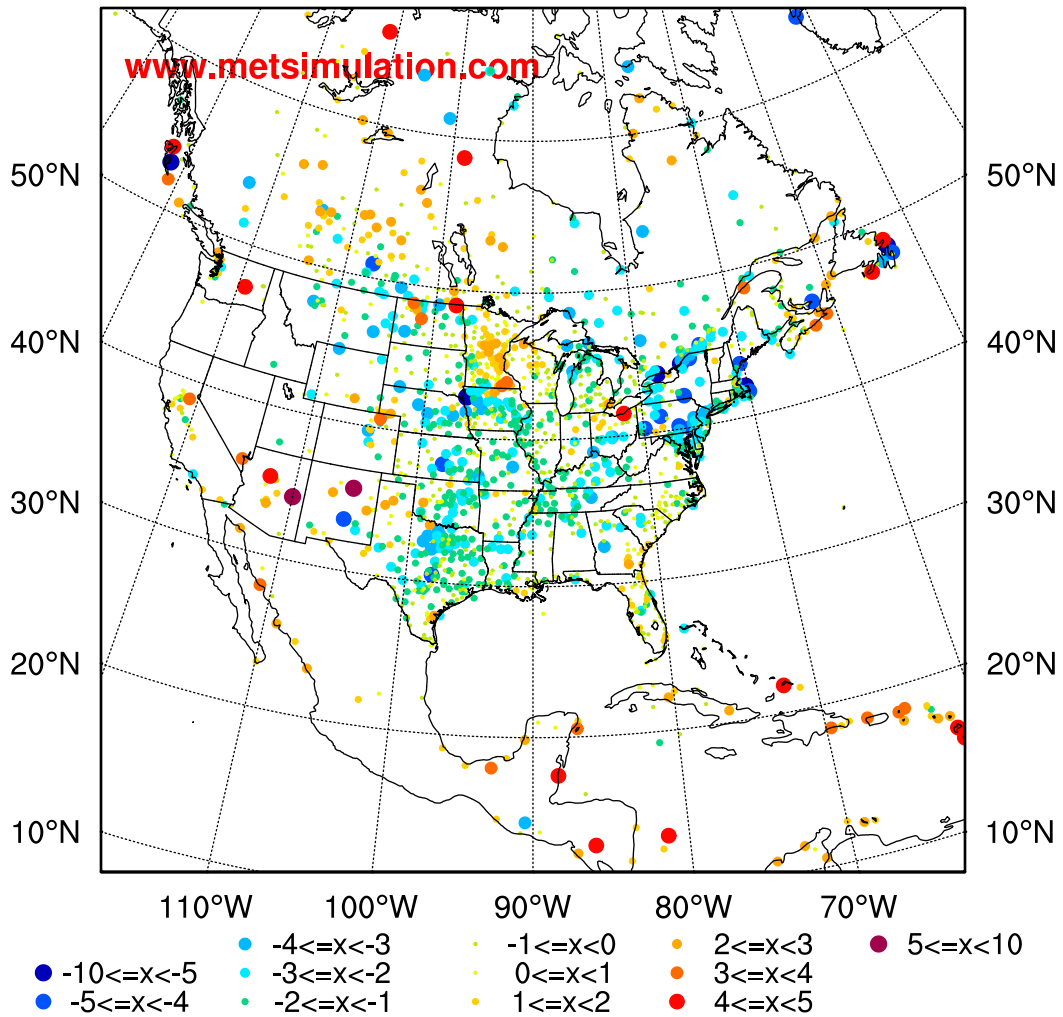 www.metsimulation.com
50°N 50°N
40°N 40°N
30°N 30°N
20°N 20°N
10°N 10°N
110°W 100°W 90°W 80°W 70°W
-4<=x<-3 -1<=x<0 2<=x<3 5<=x<10
-10<=x<-5 -3<=x<-2 0<=x<1 3<=x<4
-5<=x<-4 -2<=x<-1 1<=x<2 4<=x<5